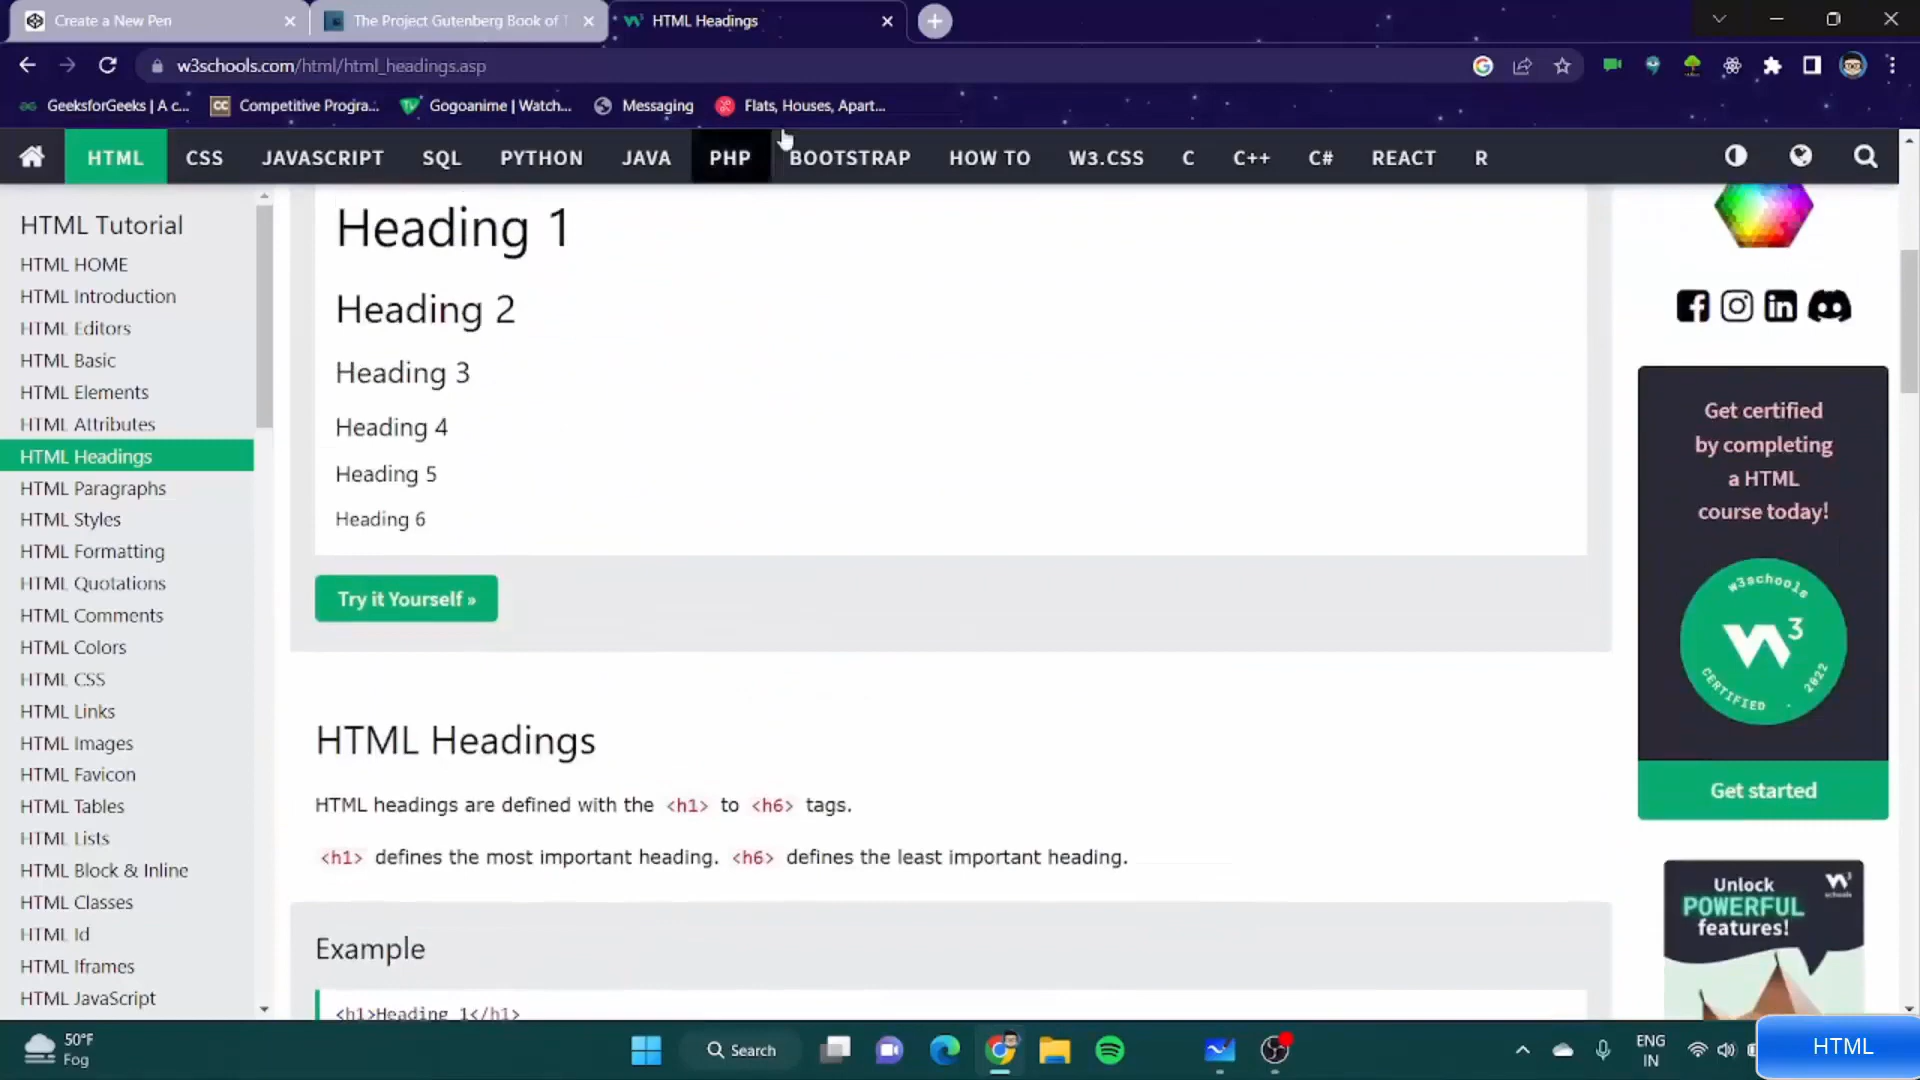 Create a New Pen
The Project Gutenberg Book of
HTML Headings
w3schools.com/html/html_headings.asp
GeeksforGeeks | A c...
Competitive Progra...
Gogoanime | Watch...
Messaging
Flats, Houses, Apart...
HTML CSS JAVASCRIPT SQL PYTHON JAVA PHP BOOTSTRAP HOW TO W3.CSS C C++ C# REACT R
HTML Tutorial
HTML HOME
HTML Introduction
HTML Editors
HTML Basic
HTML Elements
HTML Attributes
HTML Headings
HTML Paragraphs
HTML Styles
HTML Formatting
HTML Quotations
HTML Comments
HTML Colors
HTML CSS
HTML Links
HTML Images
HTML Favicon
HTML Tables
HTML Lists
HTML Block & Inline
HTML Classes
HTML Id
HTML Iframes
HTML JavaScript
Heading 1
Heading 2
Heading 3
Heading 4
Heading 5
Heading 6
Try it Yourself »
HTML Headings
HTML headings are defined with the <h1> to <h6> tags.
<h1> defines the most important heading. <h6> defines the least important heading.
Example
<h1>Heading 1</h1>
Get certified
by completing
a HTML
course today!
w3schools
W3
CERTIFIED . 2022
Get started
Unlock
POWERFUL
features!
W3
schools
50°F
Fog
Search
ENG
IN
HTML